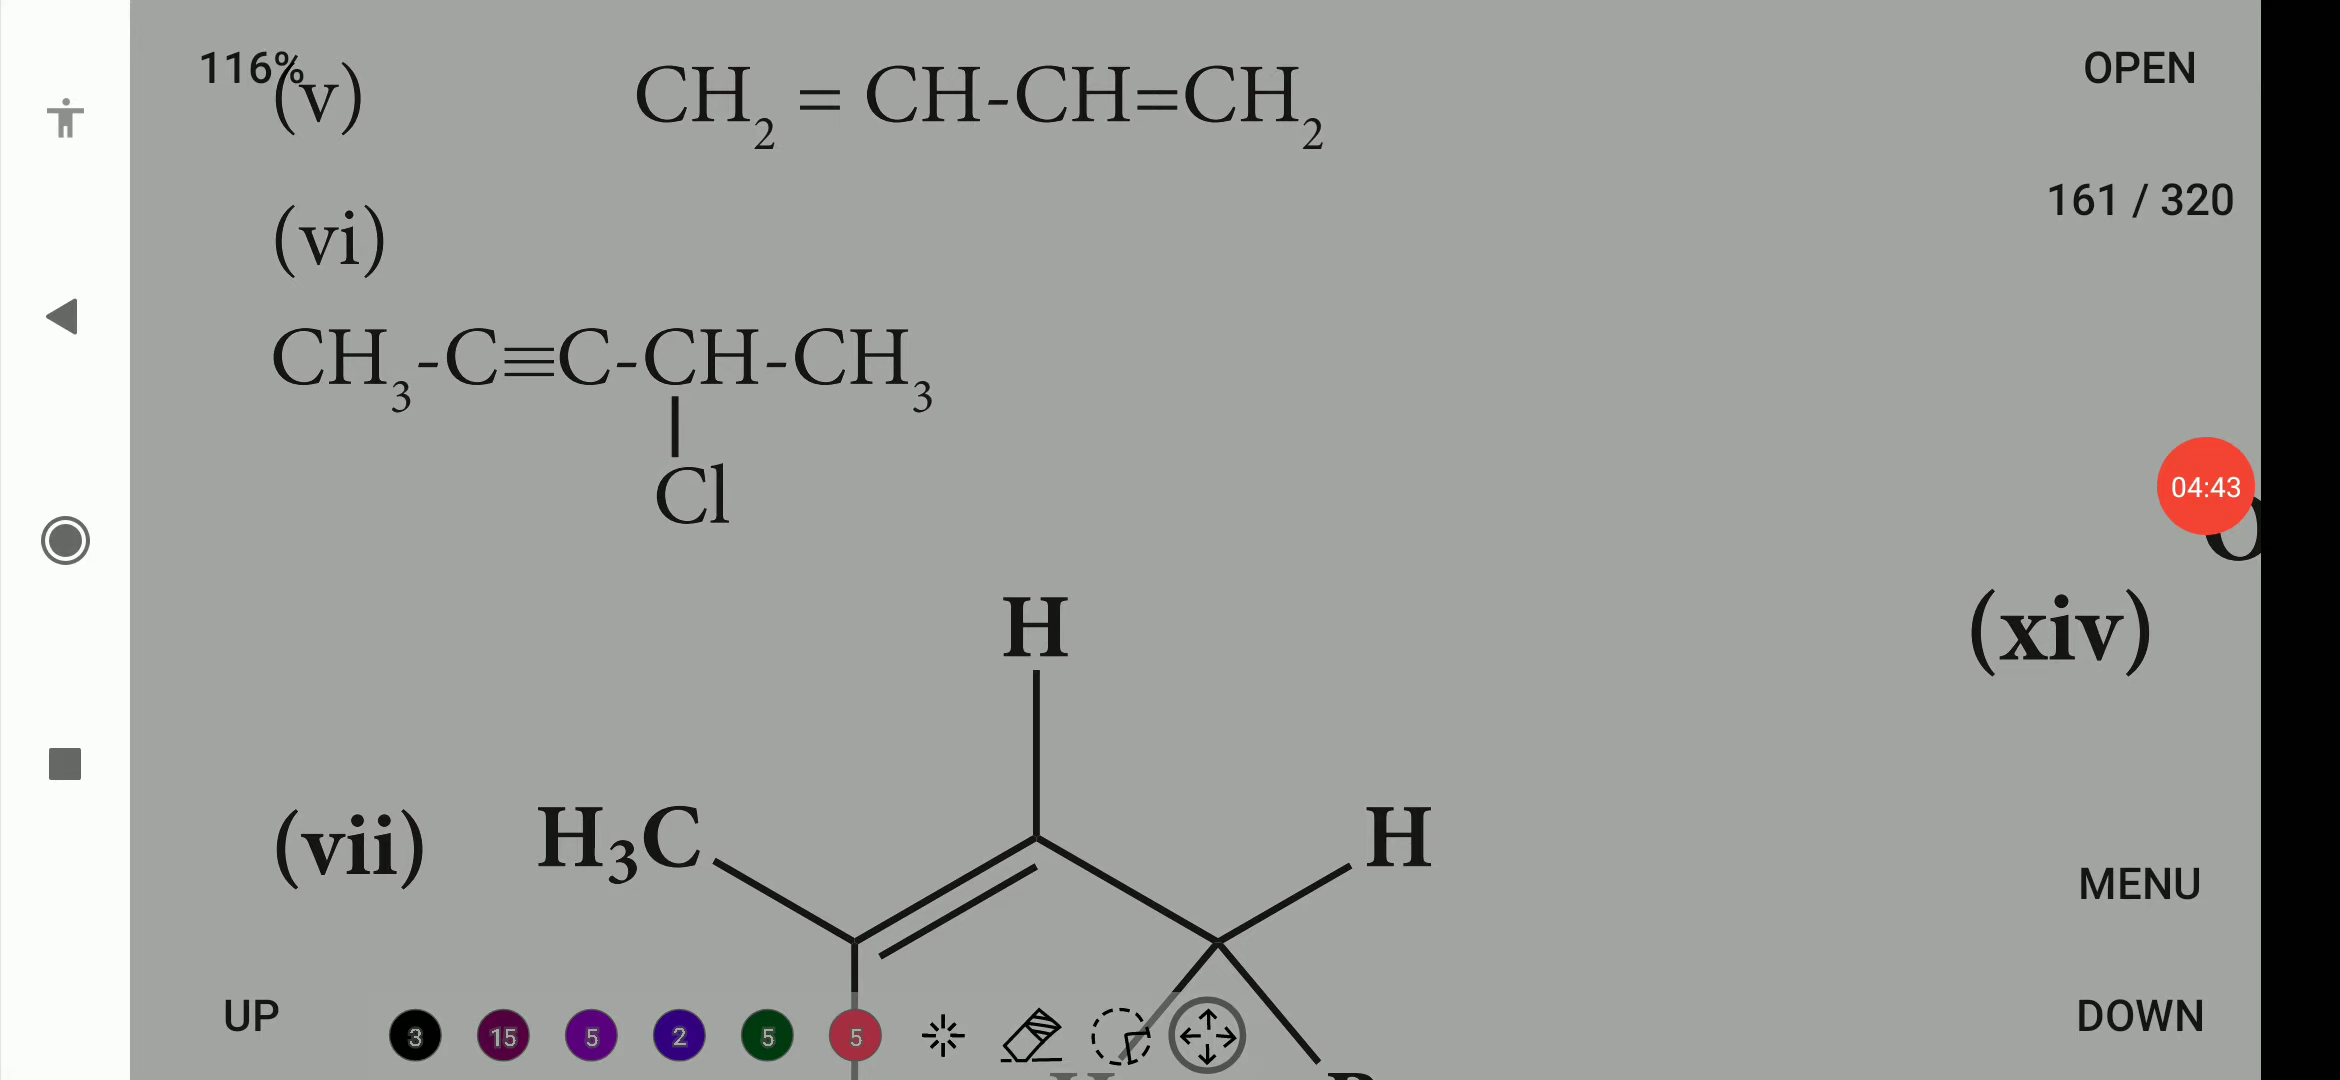 116%
OPEN
(v) CH₂ = CH-CH=CH₂
161 / 320
(vi)
CH₃-C≡C-CH-CH₃
Cl
04:43
O
H
(xiv)
(vii) H₃C H
MENU
UP
DOWN
3 15 5 2 5 5
H